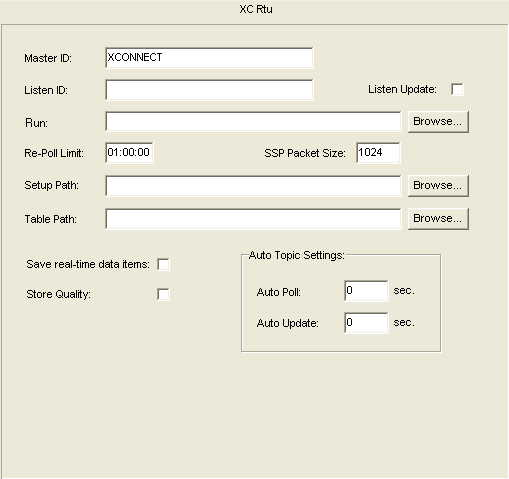 XC Rtu
Master ID: XCONNECT
Listen ID: Listen Update:
Run: Browse...
Re-Poll Limit: 01:00:00 SSP Packet Size: 1024
Setup Path: Browse...
Table Path: Browse...
Save real-time data items:
Store Quality:
Auto Topic Settings:
Auto Poll: 0 sec.
Auto Update: 0 sec.